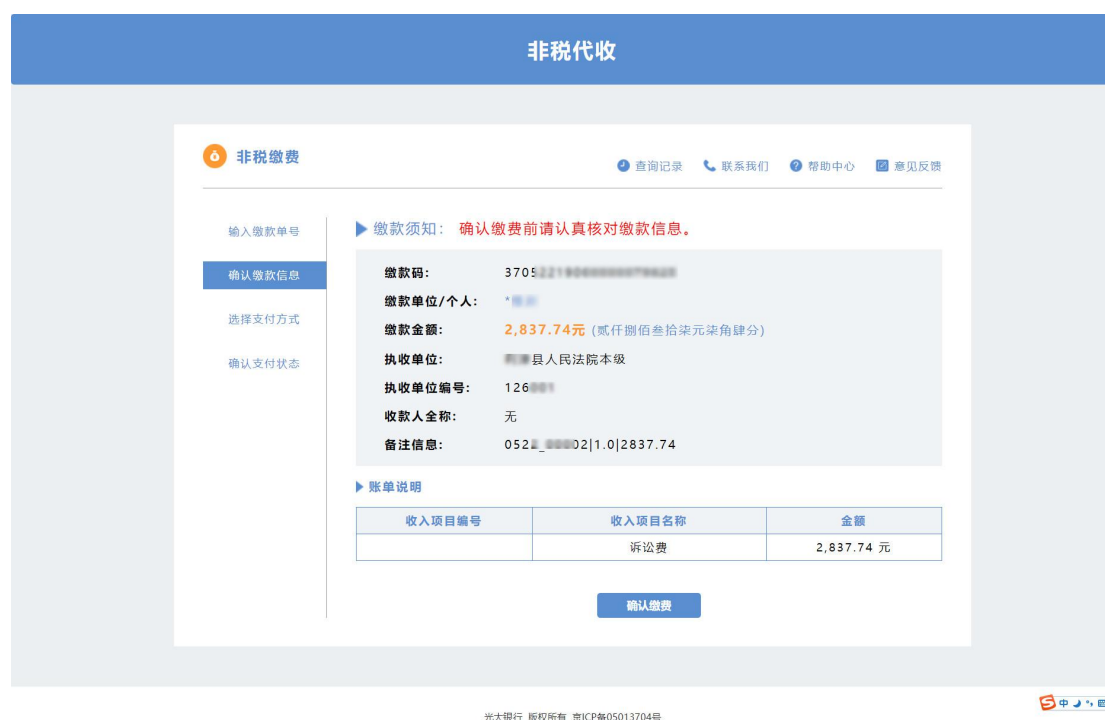 非税代收
非税缴费
查询记录 联系我们 帮助中心 意见反馈
输入缴款单号
确认缴款信息
选择支付方式
确认支付状态
缴款须知: 确认缴费前请认真核对缴款信息。
缴款码: 3705
缴款单位/个人: *
缴款金额: 2,837.74元 (贰仟捌佰叁拾柒元柒角肆分)
执收单位: 县人民法院本级
执收单位编号: 126
收款人全称: 无
备注信息: 052 02|1.0|2837.74
账单说明
收入项目编号 收入项目名称 金额
诉讼费 2,837.74 元
确认缴费
光大银行 版权所有 京ICP备05013704号
中